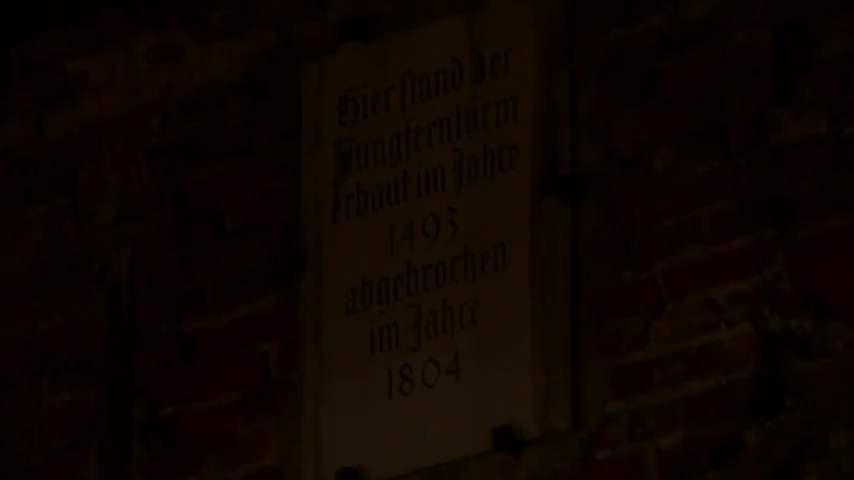 Hier stand der
Jungfernturm
erbaut im Jahre
1493
abgebrochen
im Jahre
1804